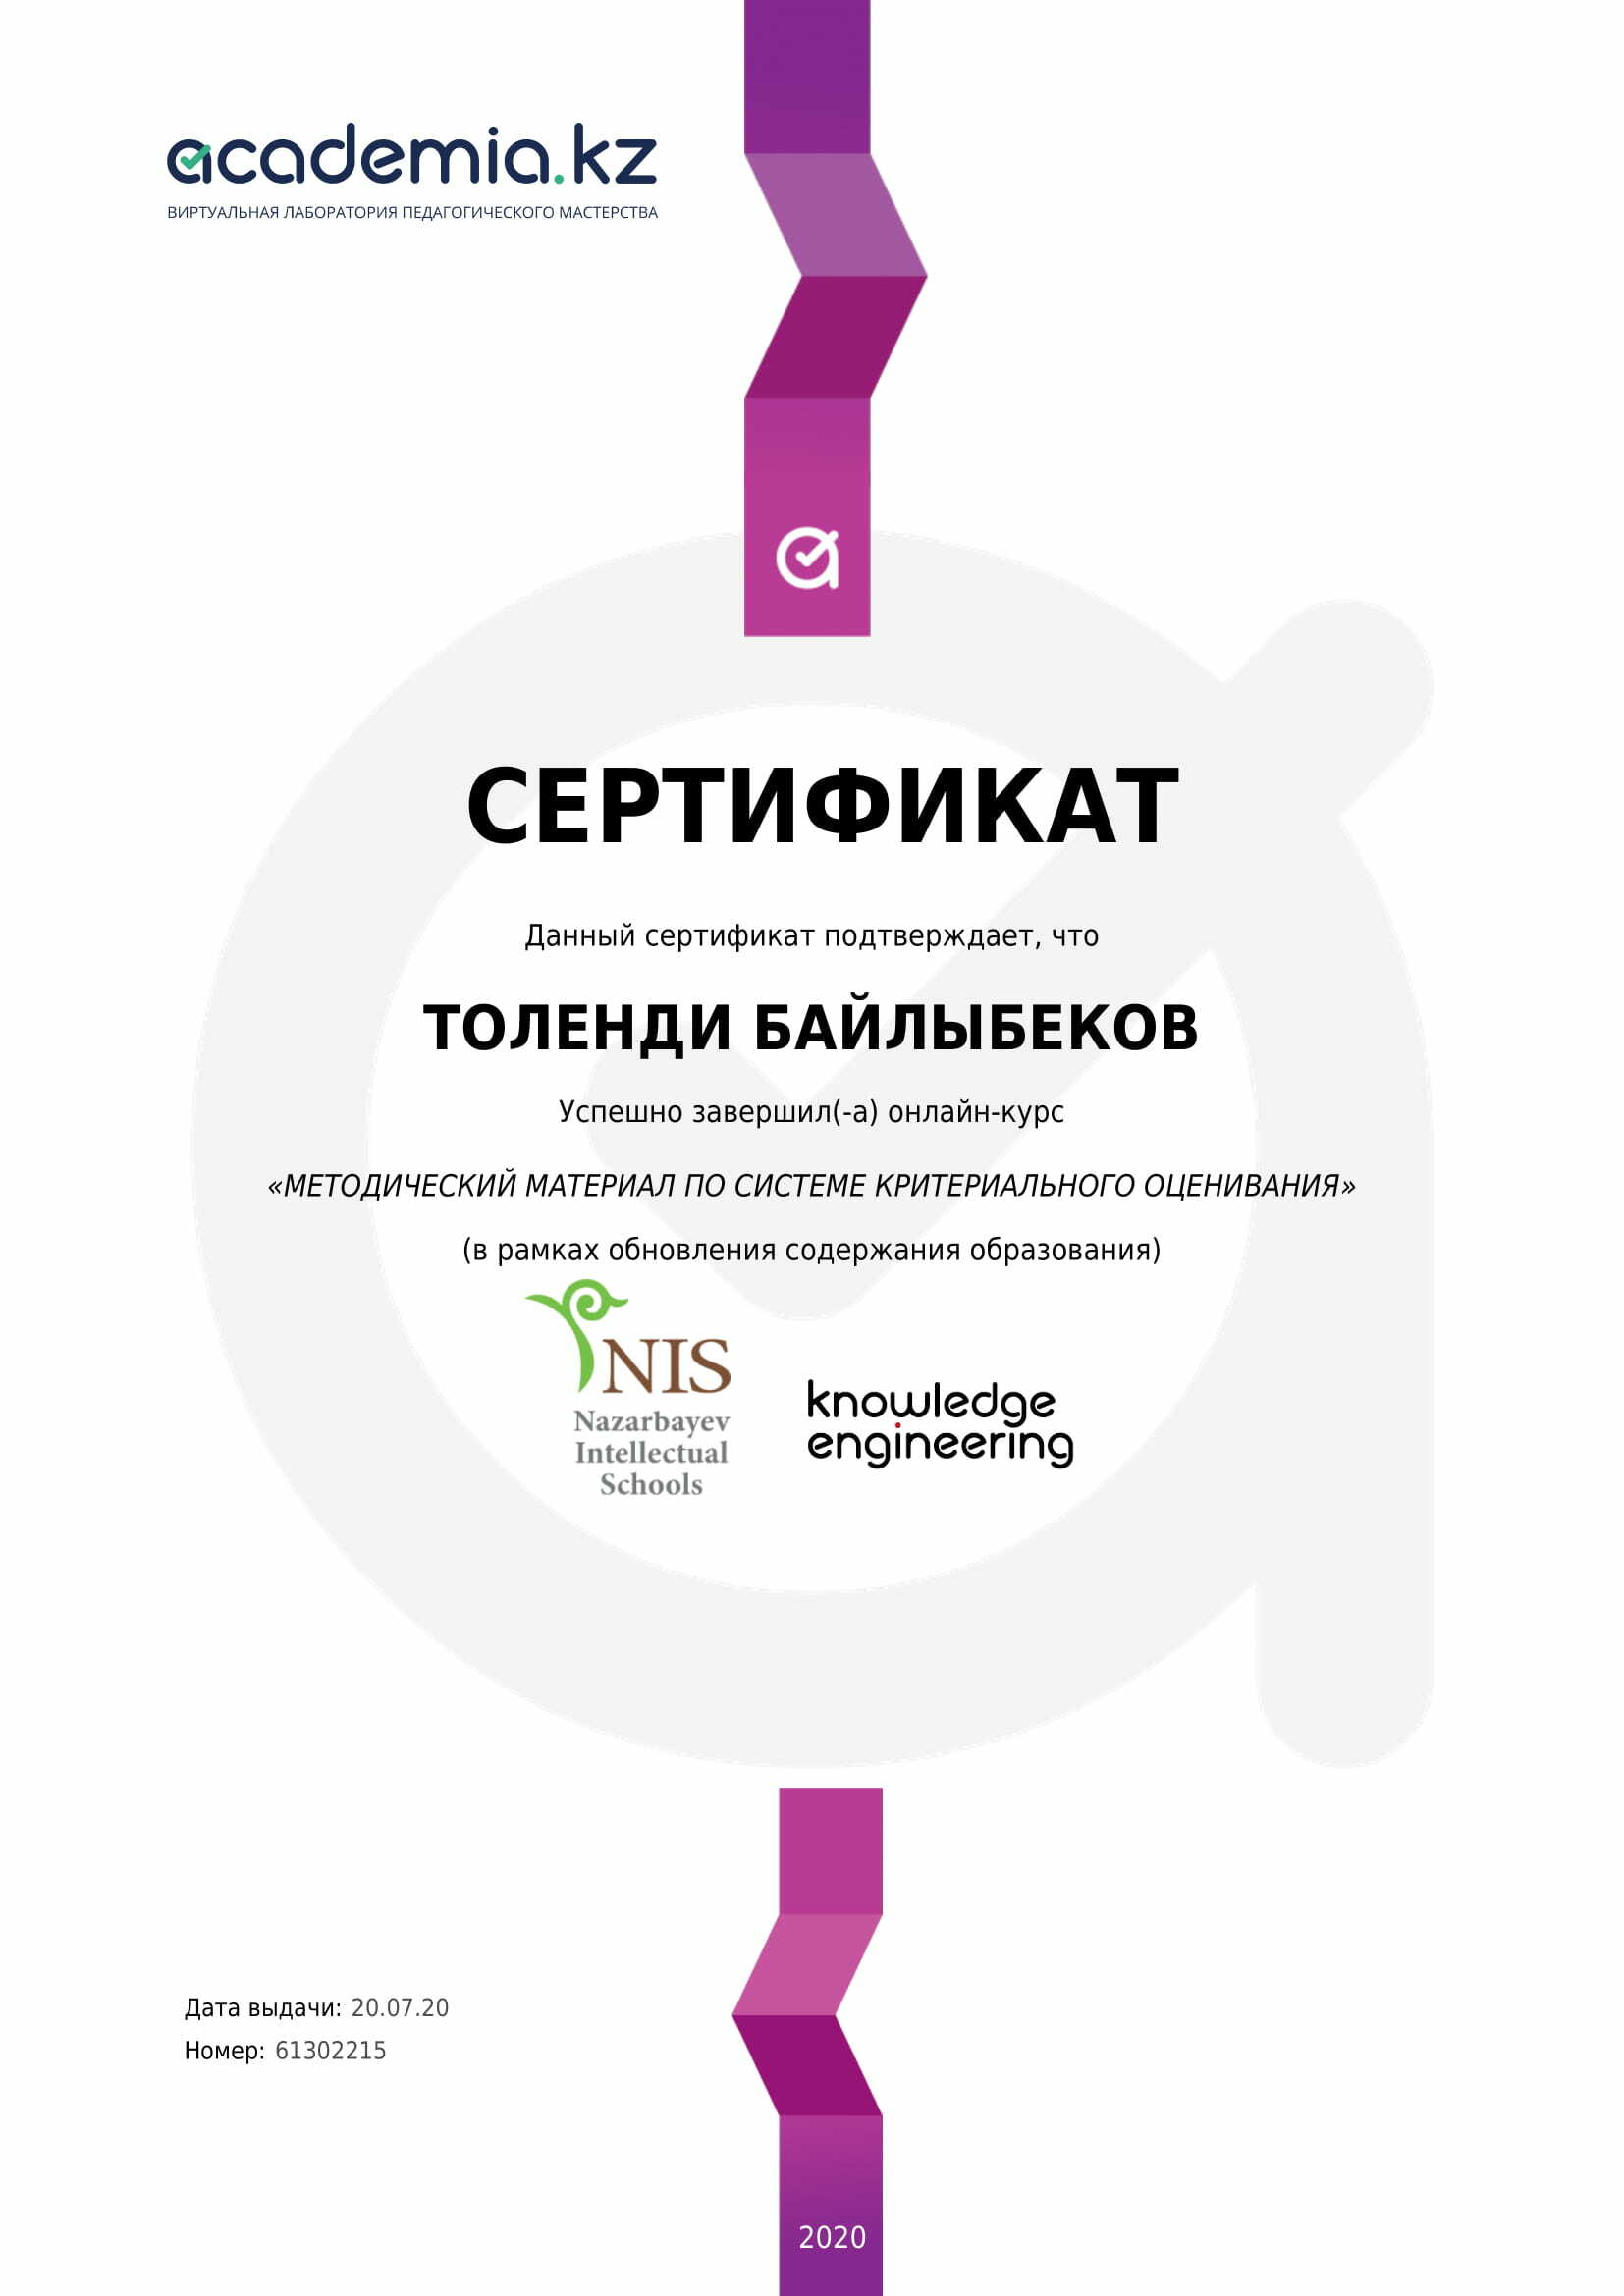 academia.kz
ВИРТУАЛЬНАЯ ЛАБОРАТОРИЯ ПЕДАГОГИЧЕСКОГО МАСТЕРСТВА
СЕРТИФИКАТ
Данный сертификат подтверждает, что
ТОЛЕНДИ БАЙЛЫБЕКОВ
Успешно завершил(-а) онлайн-курс
«МЕТОДИЧЕСКИЙ МАТЕРИАЛ ПО СИСТЕМЕ КРИТЕРИАЛЬНОГО ОЦЕНИВАНИЯ»
(в рамках обновления содержания образования)
NIS
Nazarbayev
Intellectual
Schools
knowledge
engineering
Дата выдачи: 20.07.20
Номер: 61302215
2020